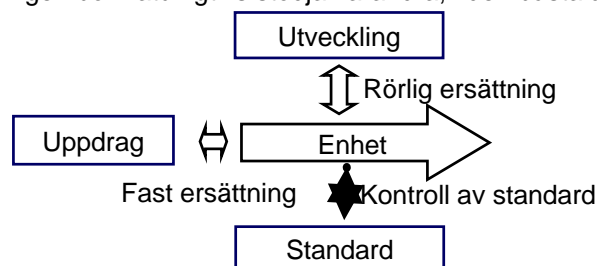 Utveckling
Rörlig ersättning
Uppdrag
Enhet
Fast ersättning
Kontroll av standard
Standard